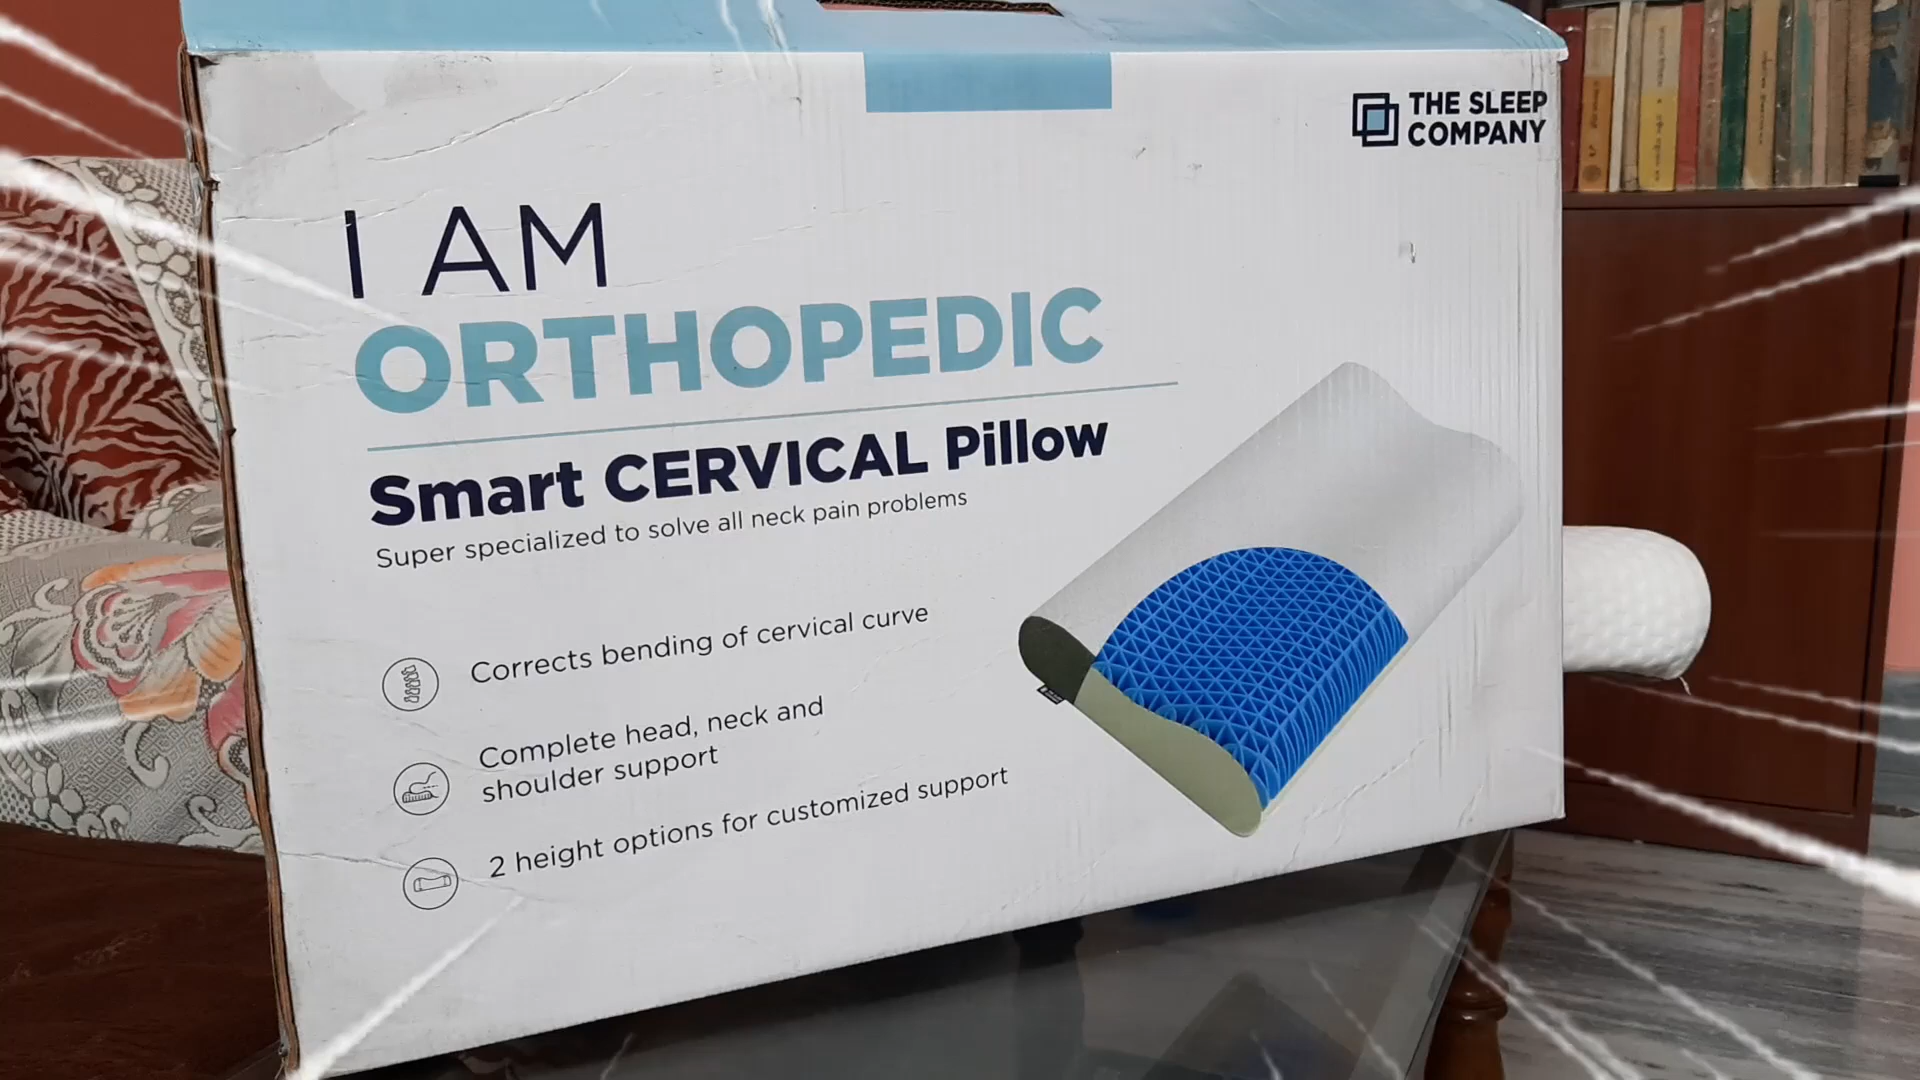 THE SLEEP
COMPANY
I AM
ORTHOPEDIC
Smart CERVICAL Pillow
Super specialized to solve all neck pain problems
Corrects bending of cervical curve
Complete head, neck and
shoulder support
2 height options for customized support